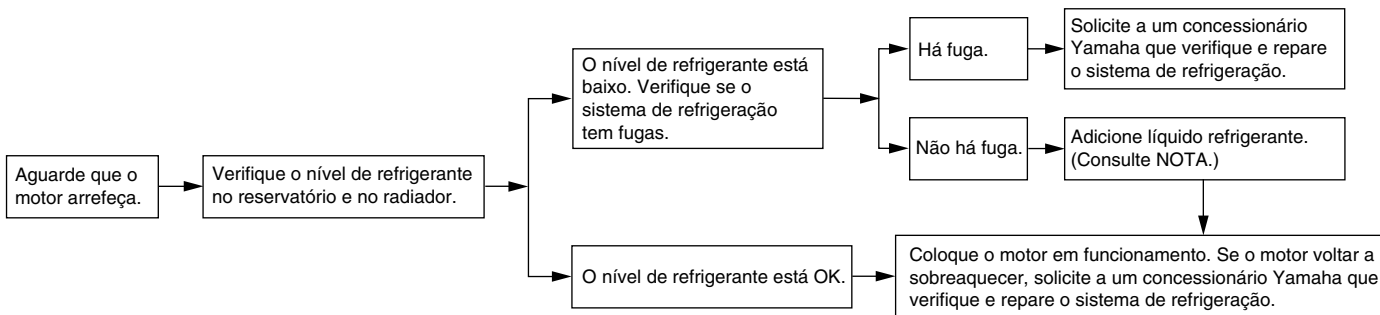 Aguarde que o
motor arrefeça.
Verifique o nível de refrigerante
no reservatório e no radiador.
O nível de refrigerante está
baixo. Verifique se o
sistema de refrigeração
tem fugas.
Há fuga.
Solicite a um concessionário
Yamaha que verifique e repare
o sistema de refrigeração.
Não há fuga.
Adicione líquido refrigerante.
(Consulte NOTA.)
O nível de refrigerante está OK.
Coloque o motor em funcionamento. Se o motor voltar a
sobreaquecer, solicite a um concessionário Yamaha que
verifique e repare o sistema de refrigeração.